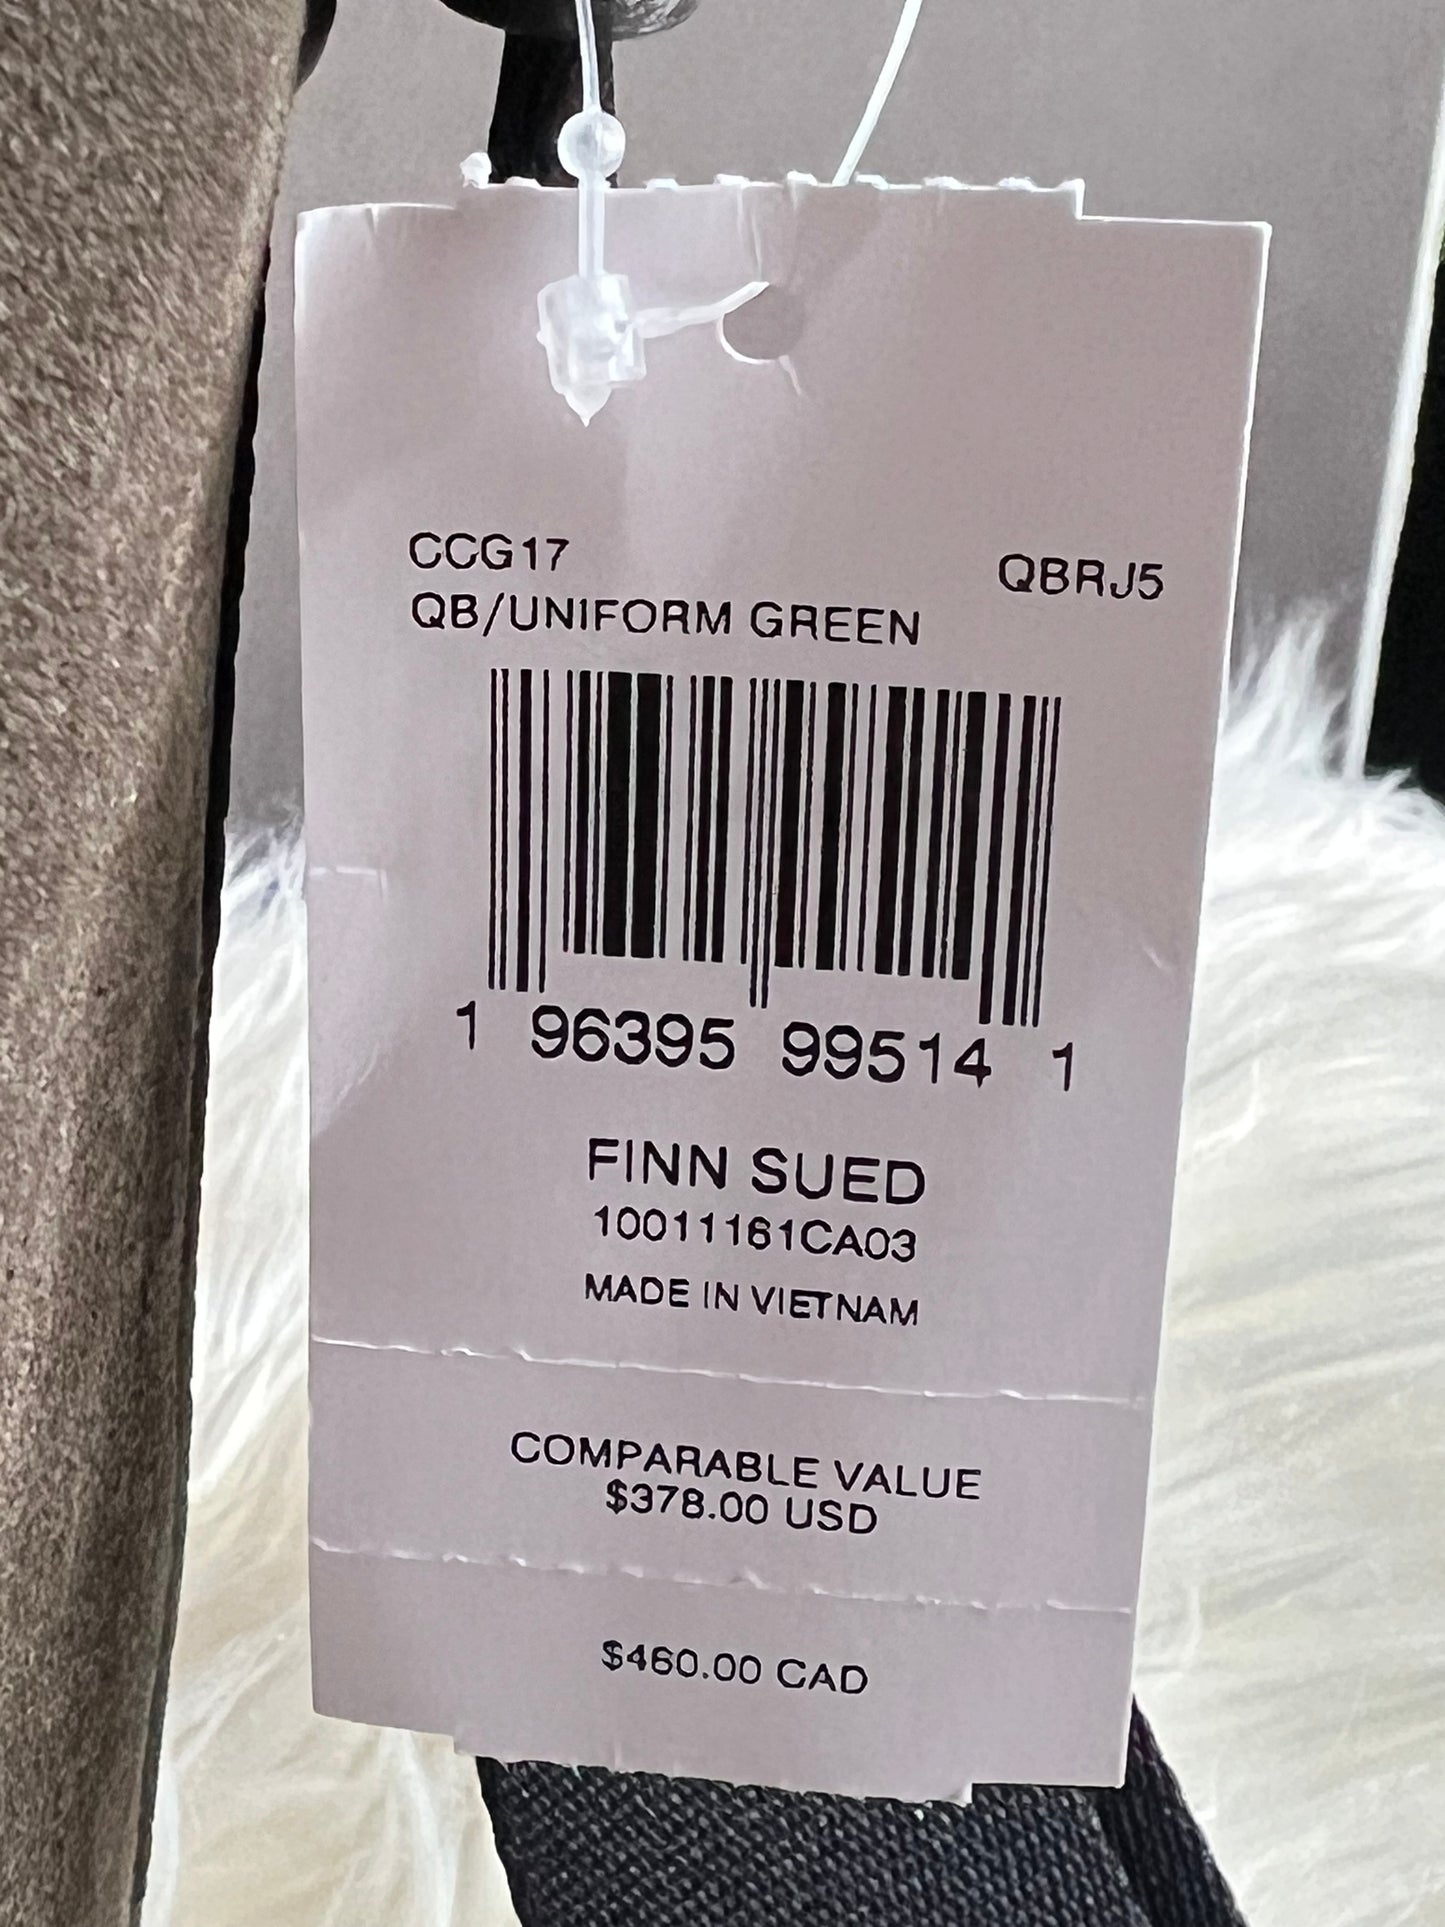 CCG17 QBRJ5
QB/UNIFORM GREEN
1 96395 99514 1
FINN SUED
10011161CA03
MADE IN VIETNAM
COMPARABLE VALUE
$378.00 USD
$460.00 CAD